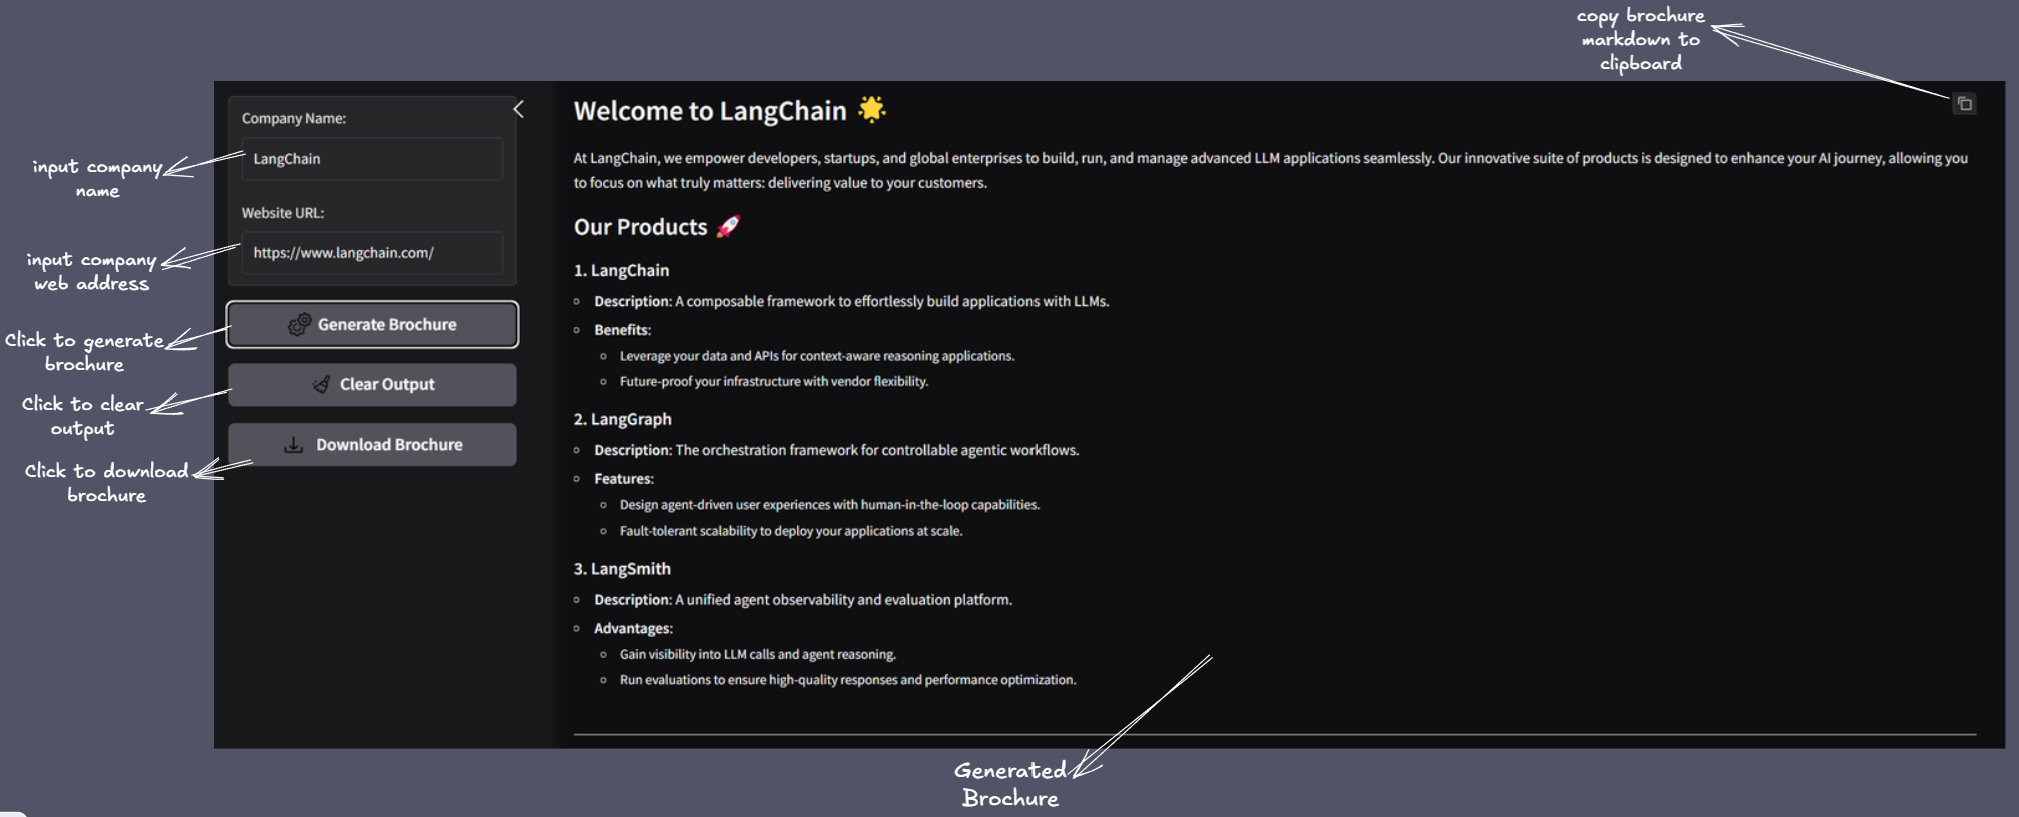 copy brochure
markdown to
clipboard
Company Name:
LangChain
Website URL:
https://www.langchain.com/
Generate Brochure
Clear Output
Download Brochure
input company
name
input company
web address
Click to generate
brochure
Click to clear
output
Click to download
brochure
Welcome to LangChain 🌟
At LangChain, we empower developers, startups, and global enterprises to build, run, and manage advanced LLM applications seamlessly. Our innovative suite of products is designed to enhance your AI journey, allowing you
to focus on what truly matters: delivering value to your customers.
Our Products 🚀
1. LangChain
Description: A composable framework to effortlessly build applications with LLMs.
Benefits:
Leverage your data and APIs for context-aware reasoning applications.
Future-proof your infrastructure with vendor flexibility.
2. LangGraph
Description: The orchestration framework for controllable agentic workflows.
Features:
Design agent-driven user experiences with human-in-the-loop capabilities.
Fault-tolerant scalability to deploy your applications at scale.
3. LangSmith
Description: A unified agent observability and evaluation platform.
Advantages:
Gain visibility into LLM calls and agent reasoning.
Run evaluations to ensure high-quality responses and performance optimization.
Generated
Brochure